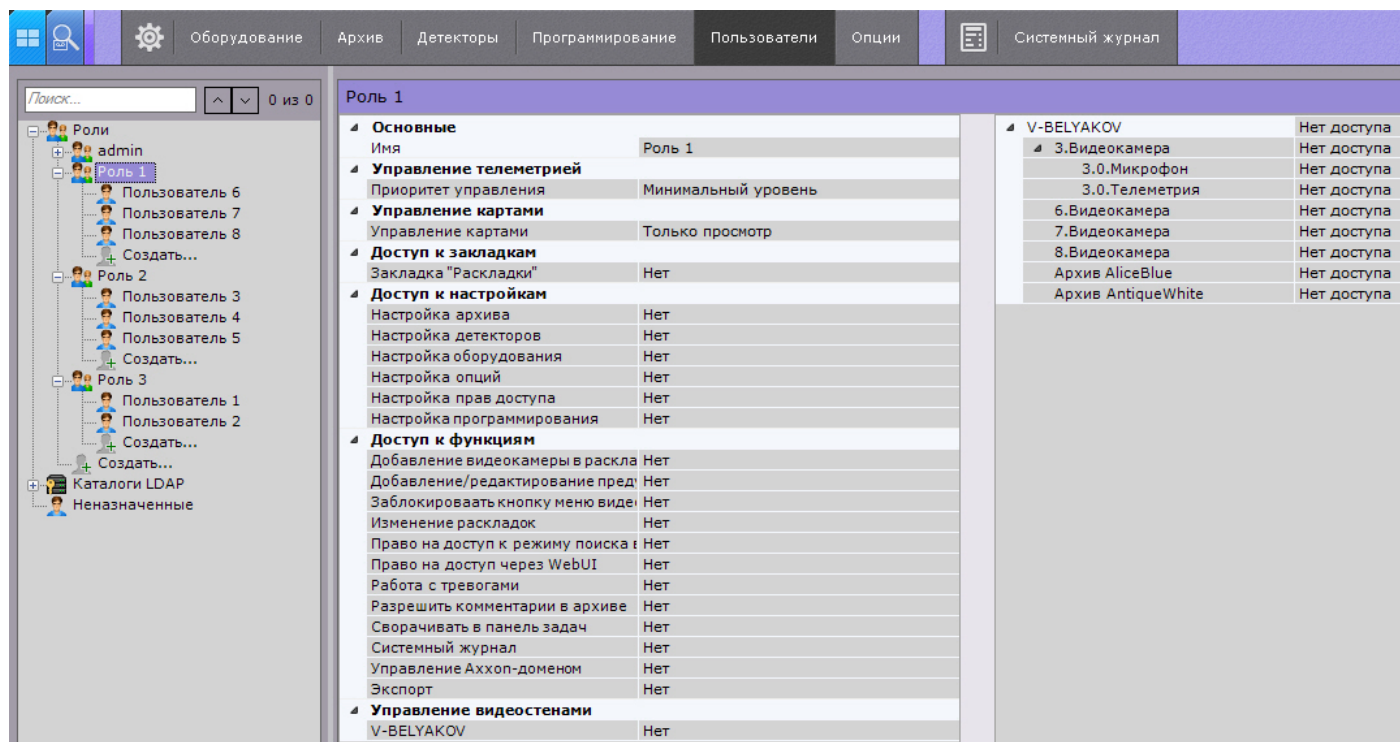 Оборудование Архив Детекторы Программирование Пользователи Опции Системный журнал
Поиск... 0 из 0
Роли
admin
Роль 1
Пользователь 6
Пользователь 7
Пользователь 8
Создать...
Роль 2
Пользователь 3
Пользователь 4
Пользователь 5
Создать...
Роль 3
Пользователь 1
Пользователь 2
Создать...
Создать...
Каталоги LDAP
Неназначенные
Роль 1
Основные
Имя Роль 1
Управление телеметрией
Приоритет управления Минимальный уровень
Управление картами
Управление картами Только просмотр
Доступ к закладкам
Закладка "Раскладки" Нет
Доступ к настройкам
Настройка архива Нет
Настройка детекторов Нет
Настройка оборудования Нет
Настройка опций Нет
Настройка прав доступа Нет
Настройка программирования Нет
Доступ к функциям
Добавление видеокамеры в раскла Нет
Добавление/редактирование пред Нет
Заблокироваать кнопку меню виде Нет
Изменение раскладок Нет
Право на доступ к режиму поиска в Нет
Право на доступ через WebUI Нет
Работа с тревогами Нет
Разрешить комментарии в архиве Нет
Сворачивать в панель задач Нет
Системный журнал Нет
Управление Axxon-доменом Нет
Экспорт Нет
Управление видеостенами
V-BELYAKOV Нет
V-BELYAKOV Нет доступа
3.Видеокамера Нет доступа
3.0.Микрофон Нет доступа
3.0.Телеметрия Нет доступа
6.Видеокамера Нет доступа
7.Видеокамера Нет доступа
8.Видеокамера Нет доступа
Архив AliceBlue Нет доступа
Архив AntiqueWhite Нет доступа